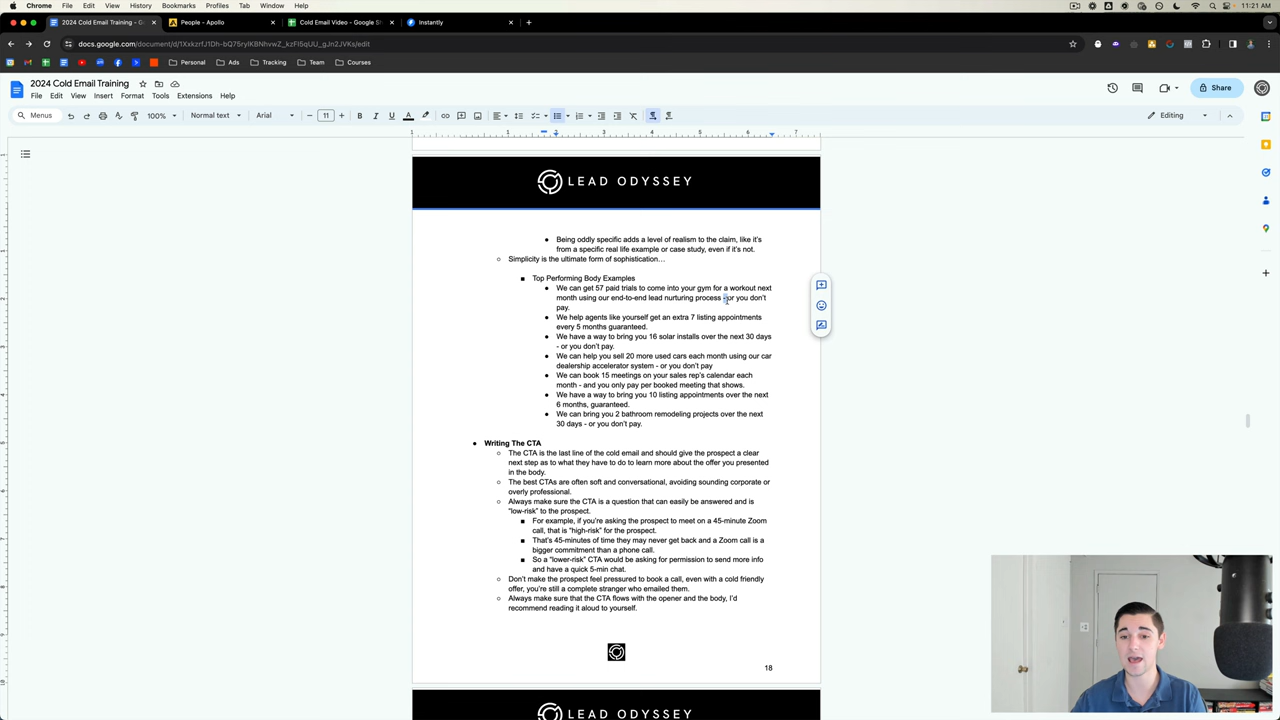 Chrome File Edit View History Bookmarks Profiles Tab Window Help 11:21 AM
2024 Cold Email Training - G
People - Apollo
Cold Email Video - Google Sh
Instantly
docs.google.com/document/d/
/edit
Personal Ads Tracking Team Courses
2024 Cold Email Training
File Edit View Insert Format Tools Extensions Help
Share
Menus 100% Normal text Arial 11 Editing
LEAD ODYSSEY
Being oddly specific adds a level of realism to the claim, like it's
from a specific real life example or case study, even if it's not.
Simplicity is the ultimate form of sophistication…
Top Performing Body Examples
We can get 57 paid trials to come into your gym for a workout next
month using our end-to-end lead nurturing process - or you don't
pay.
We help agents like yourself get an extra 7 listing appointments
every 5 months guaranteed.
We have a way to bring you 16 solar installs over the next 30 days
- or you don't pay.
We can help you sell 20 more used cars each month using our car
dealership accelerator system - or you don't pay
We can book 15 meetings on your sales rep's calendar each
month - and you only pay per booked meeting that shows.
We have a way to bring you 10 listing appointments over the next
6 months, guaranteed.
We can bring you 2 bathroom remodeling projects over the next
30 days - or you don't pay.
Writing The CTA
The CTA is the last line of the cold email and should give the prospect a clear
next step as to what they have to do to learn more about the offer you presented
in the body.
The best CTAs are often soft and conversational, avoiding sounding corporate or
overly professional.
Always make sure the CTA is a question that can easily be answered and is
"low-risk" to the prospect.
For example, if you're asking the prospect to meet on a 45-minute Zoom
call, that is "high-risk" for the prospect.
That's 45-minutes of time they may never get back and a Zoom call is a
bigger commitment than a phone call.
So a "lower-risk" CTA would be asking for permission to send more info
and have a quick 5-min chat.
Don't make the prospect feel pressured to book a call, even with a cold friendly
offer, you're still a complete stranger who emailed them.
Always make sure that the CTA flows with the opener and the body, I'd
recommend reading it aloud to yourself.
18
LEAD ODYSSEY